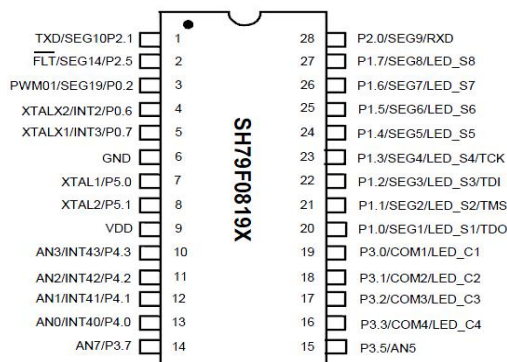 TXD/SEG10P2.1 1 28 P2.0/SEG9/RXD
FLT/SEG14/P2.5 2 27 P1.7/SEG8/LED_S8
PWM01/SEG19/P0.2 3 26 P1.6/SEG7/LED_S7
XTALX2/INT2/P0.6 4 25 P1.5/SEG6/LED_S6
XTALX1/INT3/P0.7 5 24 P1.4/SEG5/LED_S5
GND 6 23 P1.3/SEG4/LED_S4/TCK
XTAL1/P5.0 7 22 P1.2/SEG3/LED_S3/TDI
XTAL2/P5.1 8 21 P1.1/SEG2/LED_S2/TMS
VDD 9 20 P1.0/SEG1/LED_S1/TDO
AN3/INT43/P4.3 10 19 P3.0/COM1/LED_C1
AN2/INT42/P4.2 11 18 P3.1/COM2/LED_C2
AN1/INT41/P4.1 12 17 P3.2/COM3/LED_C3
AN0/INT40/P4.0 13 16 P3.3/COM4/LED_C4
AN7/P3.7 14 15 P3.5/AN5
SH79F0819X